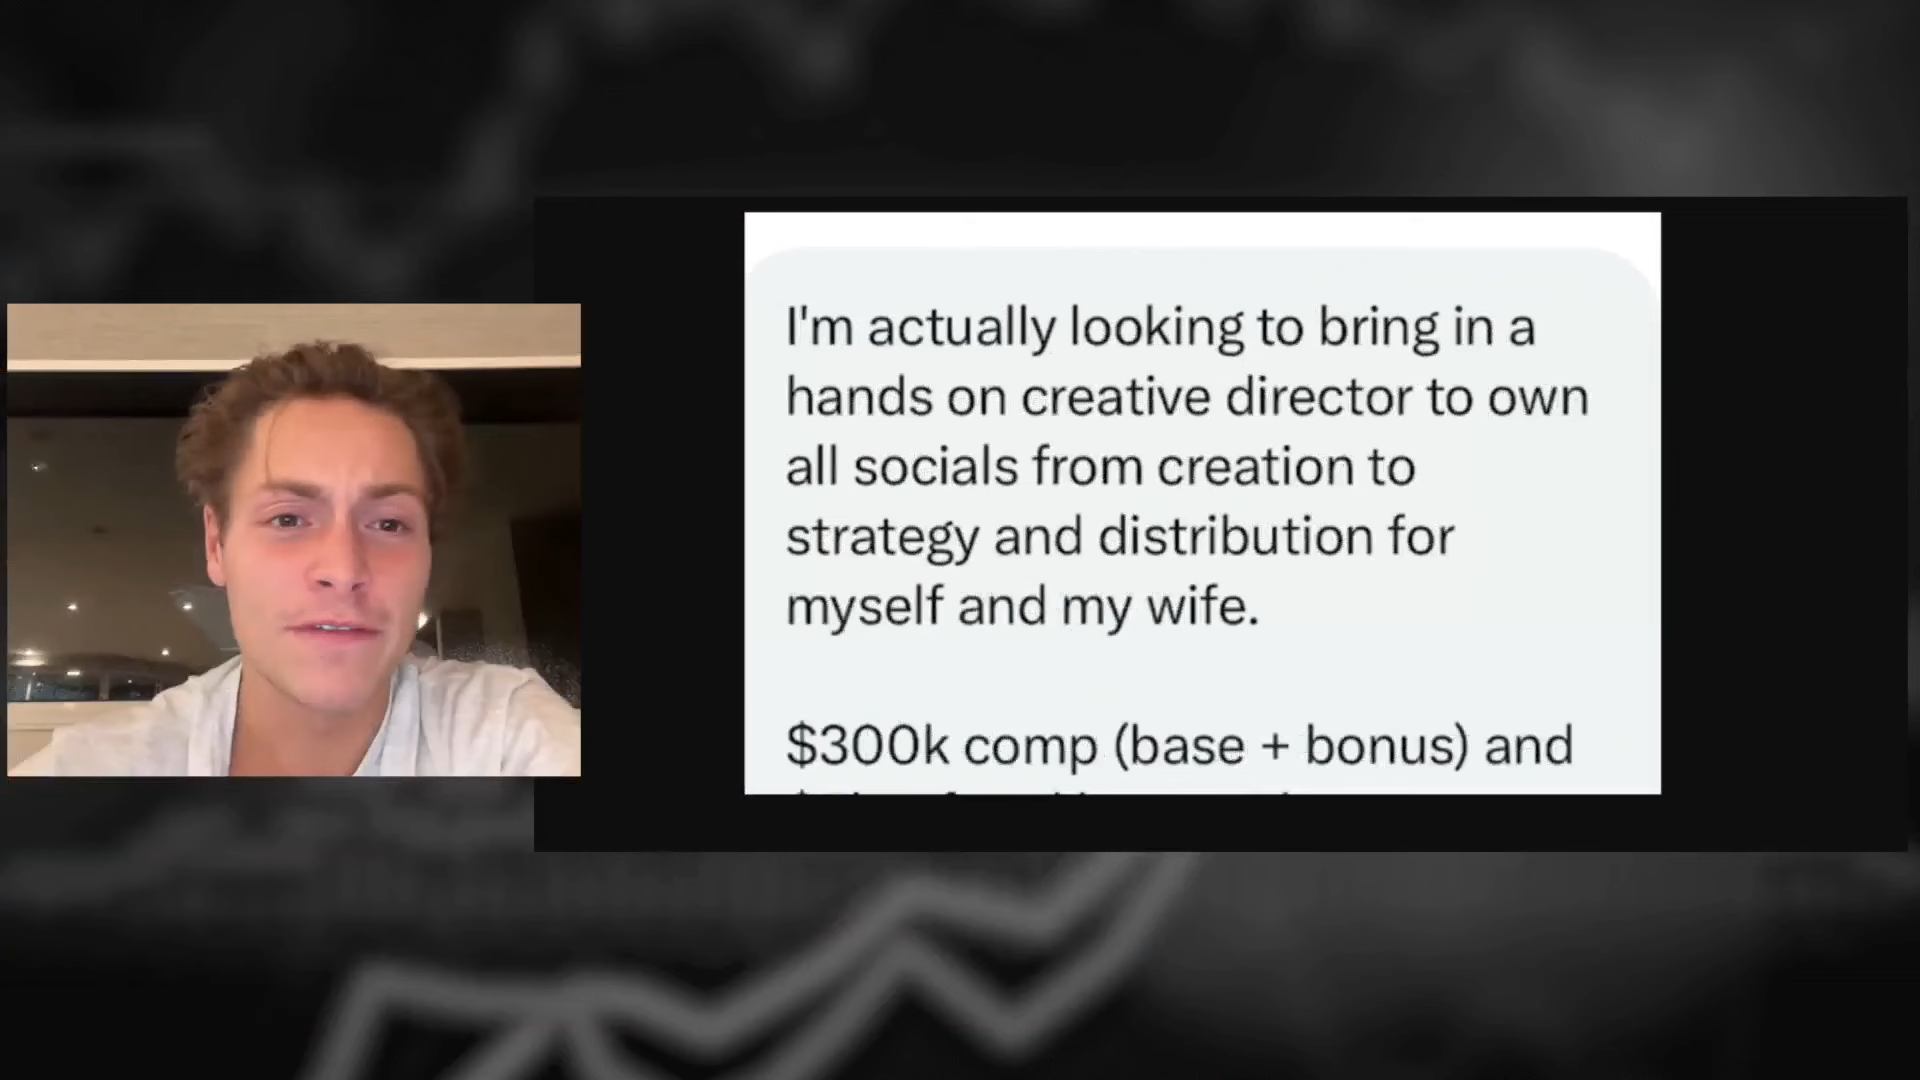 I'm actually looking to bring in a
hands on creative director to own
all socials from creation to
strategy and distribution for
myself and my wife.
$300k comp (base + bonus) and